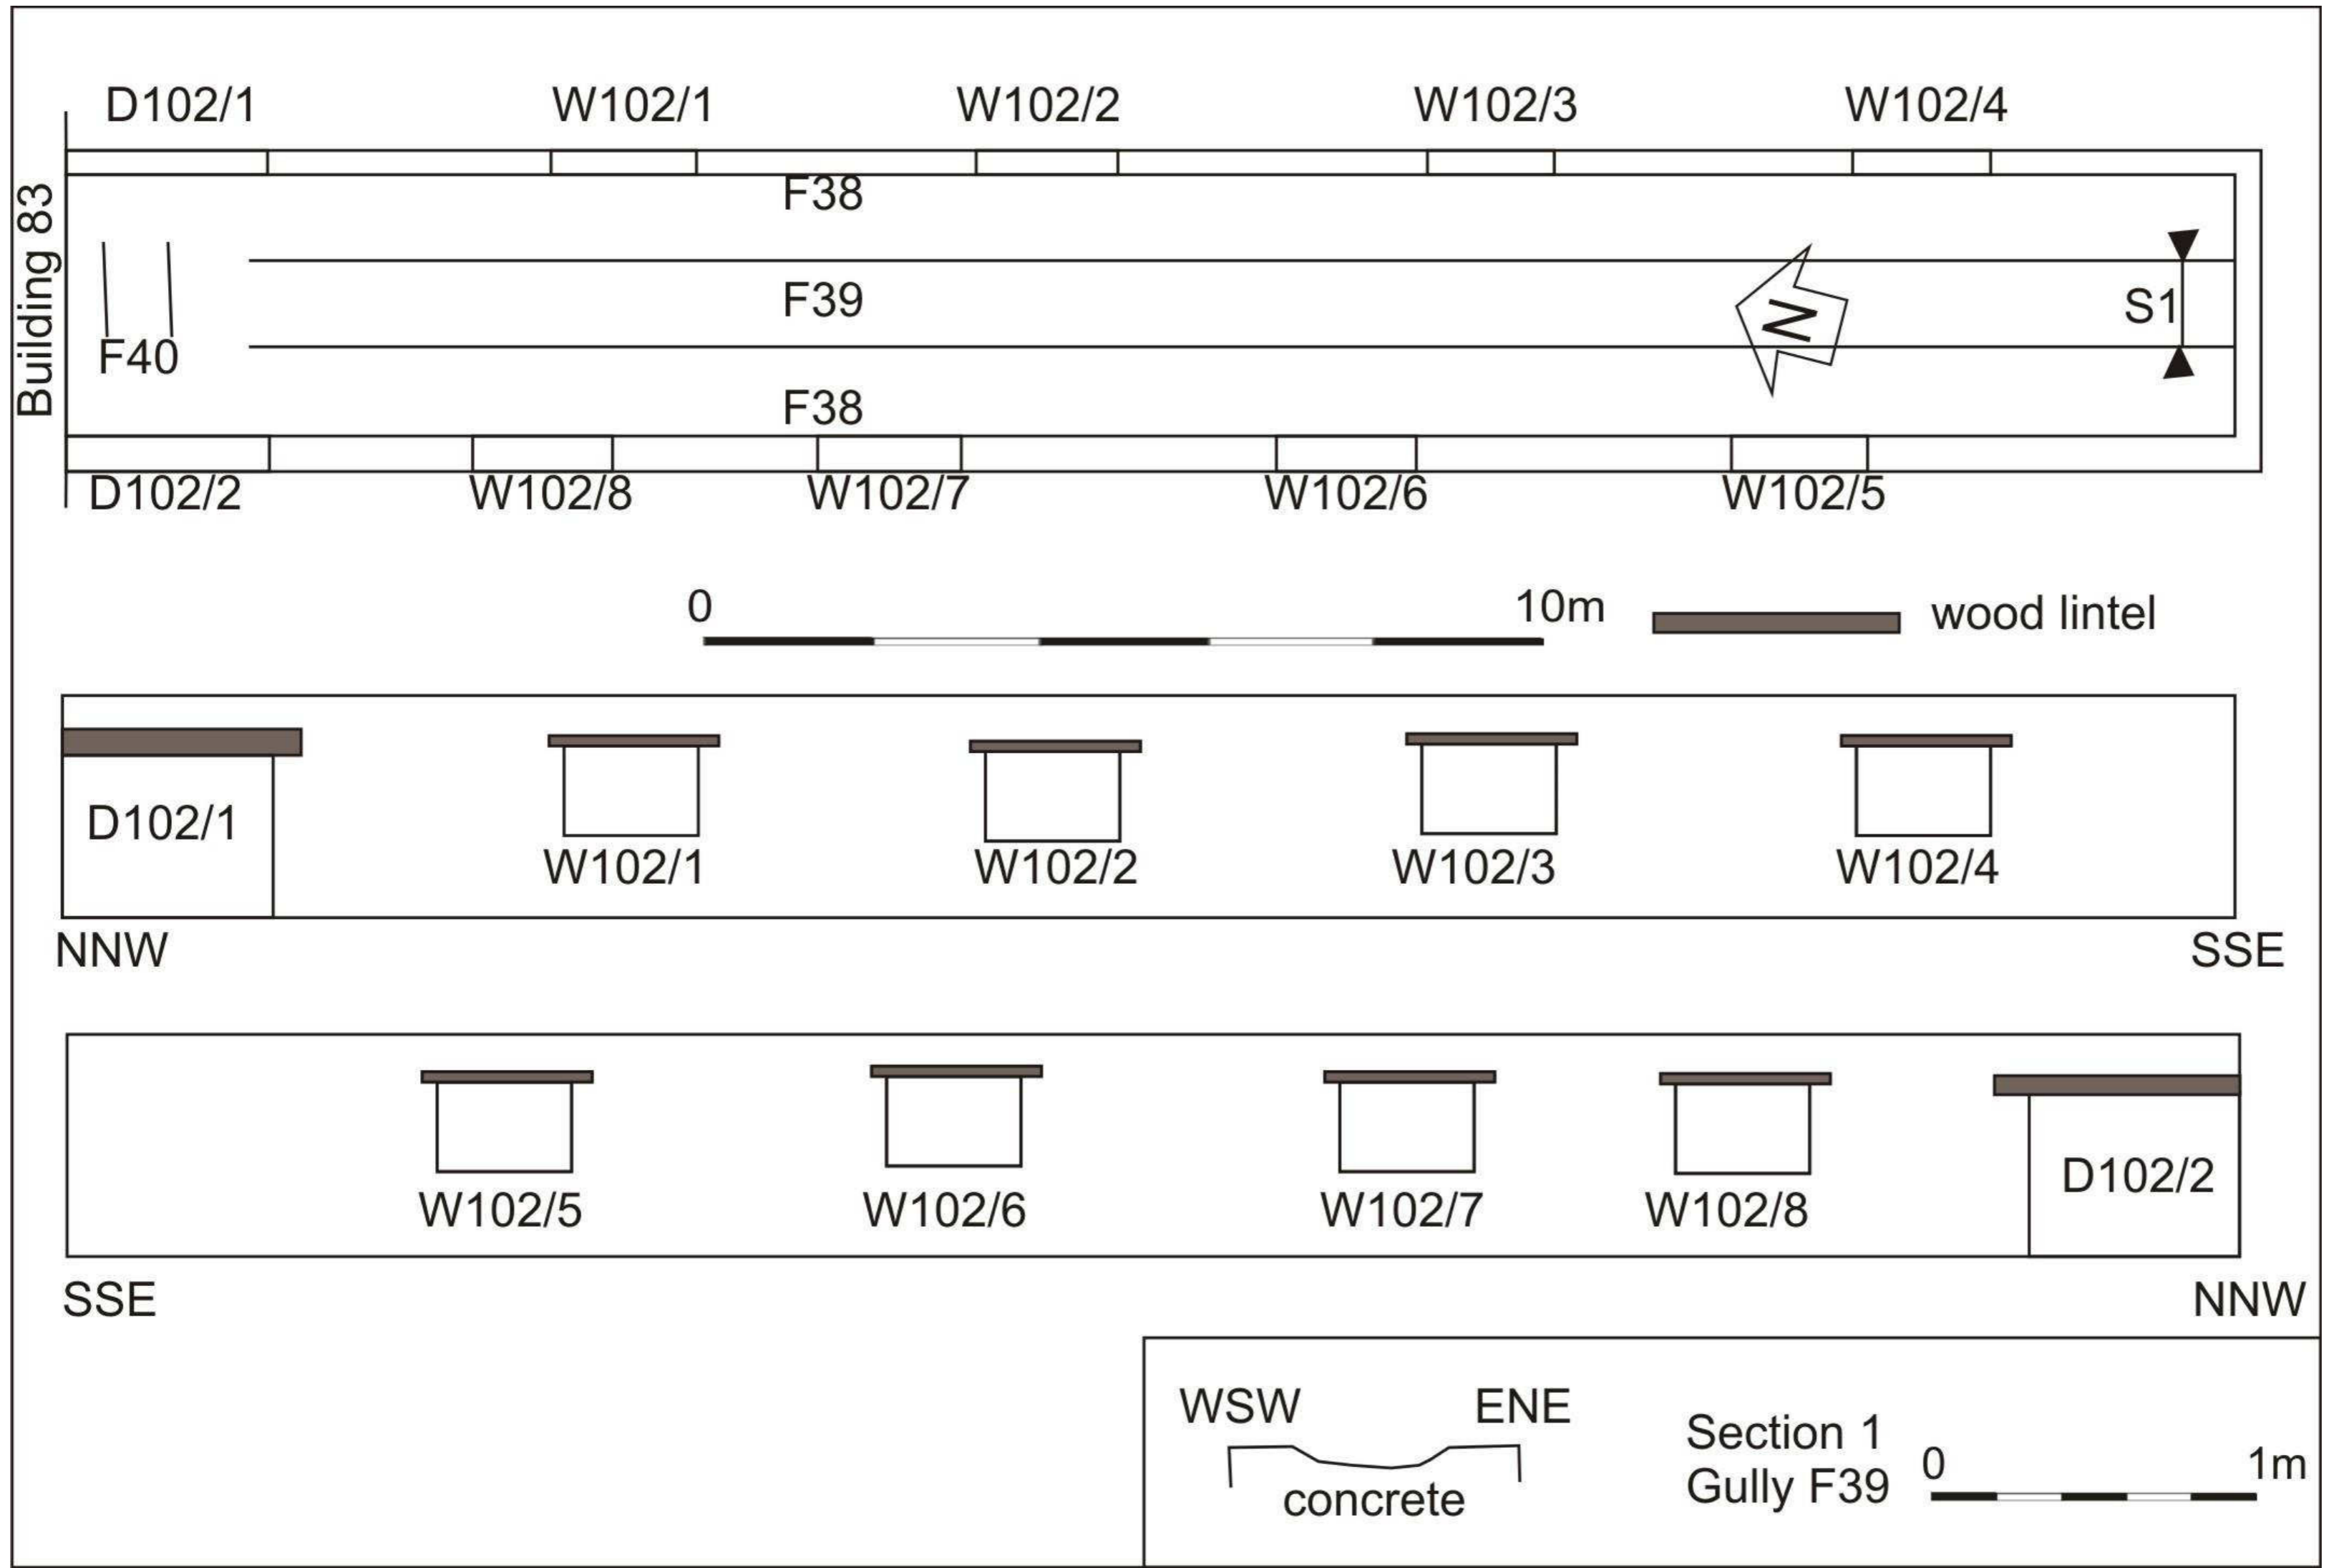 D102/1 W102/1 W102/2 W102/3 W102/4
Building 83
F38
F39
N
S1
F40
F38
D102/2 W102/8 W102/7 W102/6 W102/5
0 10m wood lintel
D102/1
W102/1 W102/2 W102/3 W102/4
NNW SSE
D102/2
W102/5 W102/6 W102/7 W102/8
SSE NNW
WSW ENE
concrete
Section 1
Gully F39
0 1m